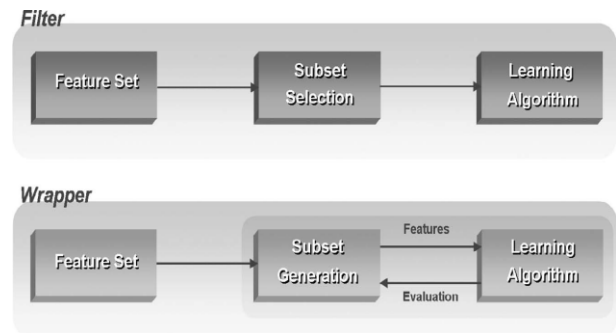 Filter
Feature Set
Subset
Selection
Learning
Algorithm
Wrapper
Feature Set
Subset
Generation
Features
Evaluation
Learning
Algorithm